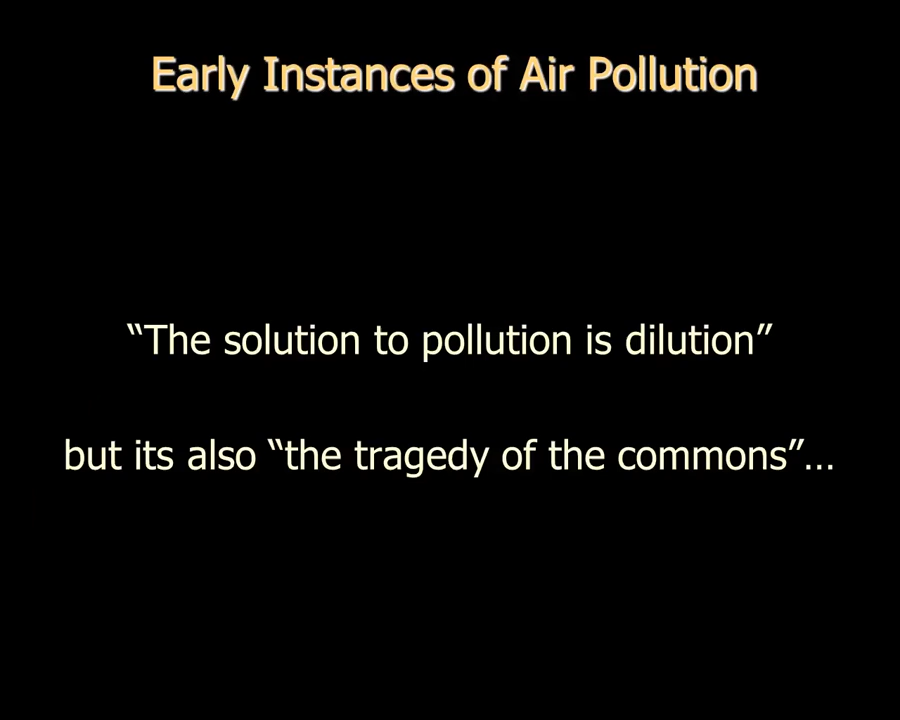 Early Instances of Air Pollution
“The solution to pollution is dilution”
but its also “the tragedy of the commons”…